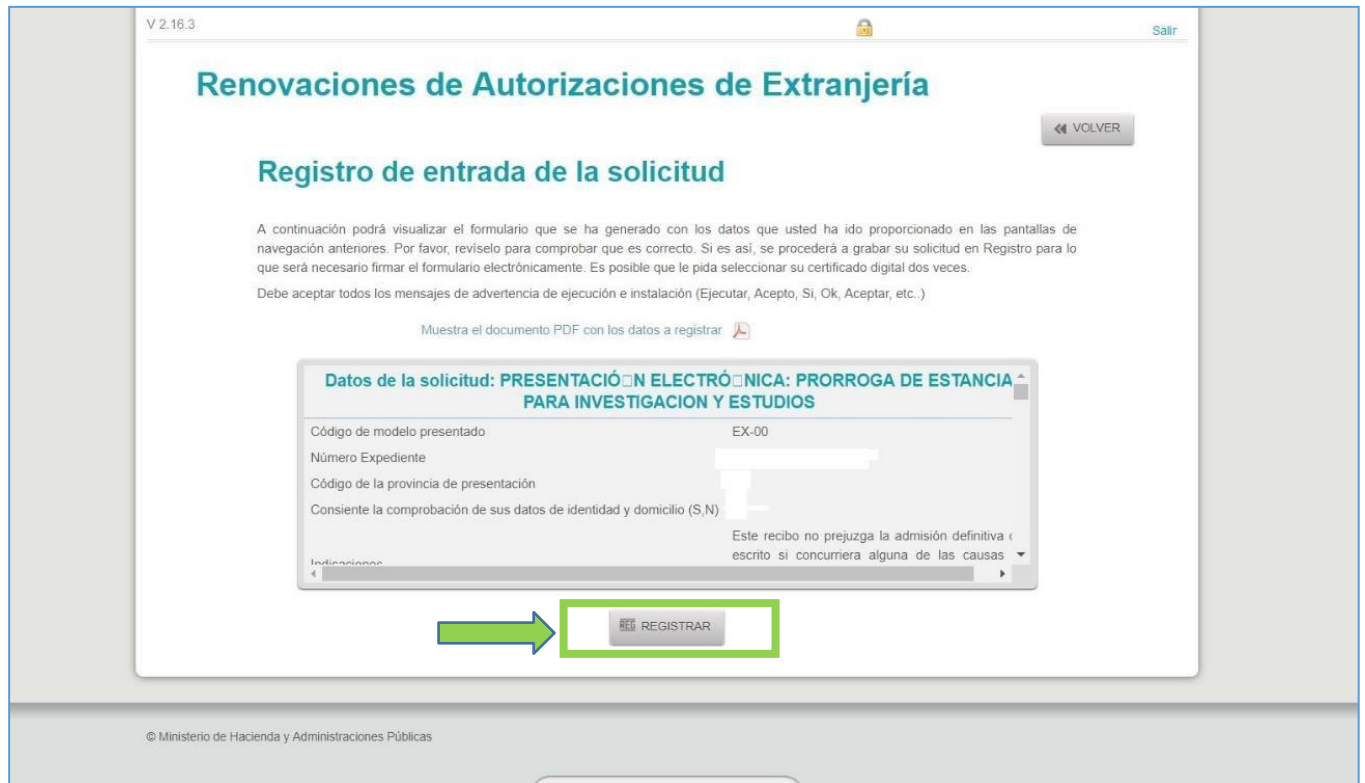 V 2.16.3
Salir
Renovaciones de Autorizaciones de Extranjería
VOLVER
Registro de entrada de la solicitud
A continuación podrá visualizar el formulario que se ha generado con los datos que usted ha ido proporcionado en las pantallas de
navegación anteriores. Por favor, revíselo para comprobar que es correcto. Si es así, se procederá a grabar su solicitud en Registro para lo
que será necesario firmar el formulario electrónicamente. Es posible que le pida seleccionar su certificado digital dos veces.
Debe aceptar todos los mensajes de advertencia de ejecución e instalación (Ejecutar, Acepto, Si, Ok, Aceptar, etc..)
Muestra el documento PDF con los datos a registrar
Datos de la solicitud: PRESENTACIÓ□N ELECTRÓ□NICA: PRORROGA DE ESTANCIA
PARA INVESTIGACION Y ESTUDIOS
Código de modelo presentado EX-00
Número Expediente
Código de la provincia de presentación
Consiente la comprobación de sus datos de identidad y domicilio (S,N)
Este recibo no prejuzga la admisión definitiva
escrito si concurriera alguna de las causas
Indicaciones
REG REGISTRAR
© Ministerio de Hacienda y Administraciones Públicas